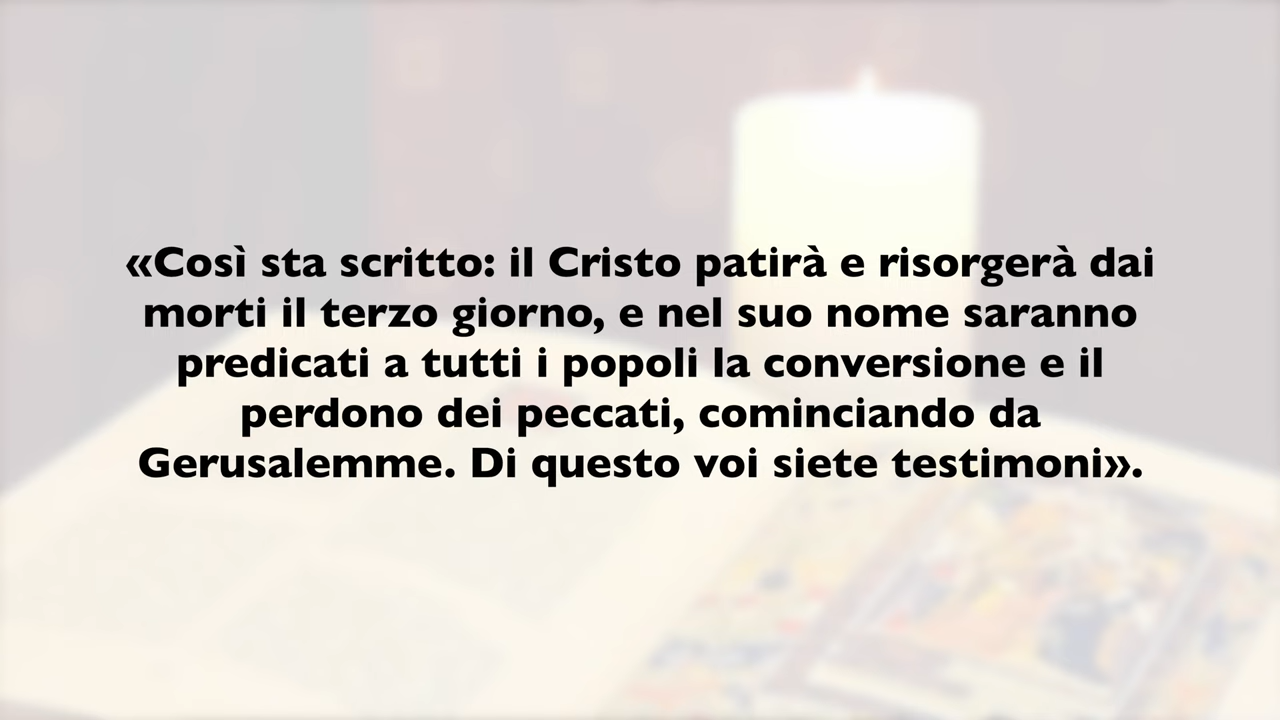 «Così sta scritto: il Cristo patirà e risorgerà dai
morti il terzo giorno, e nel suo nome saranno
predicati a tutti i popoli la conversione e il
perdono dei peccati, cominciando da
Gerusalemme. Di questo voi siete testimoni».